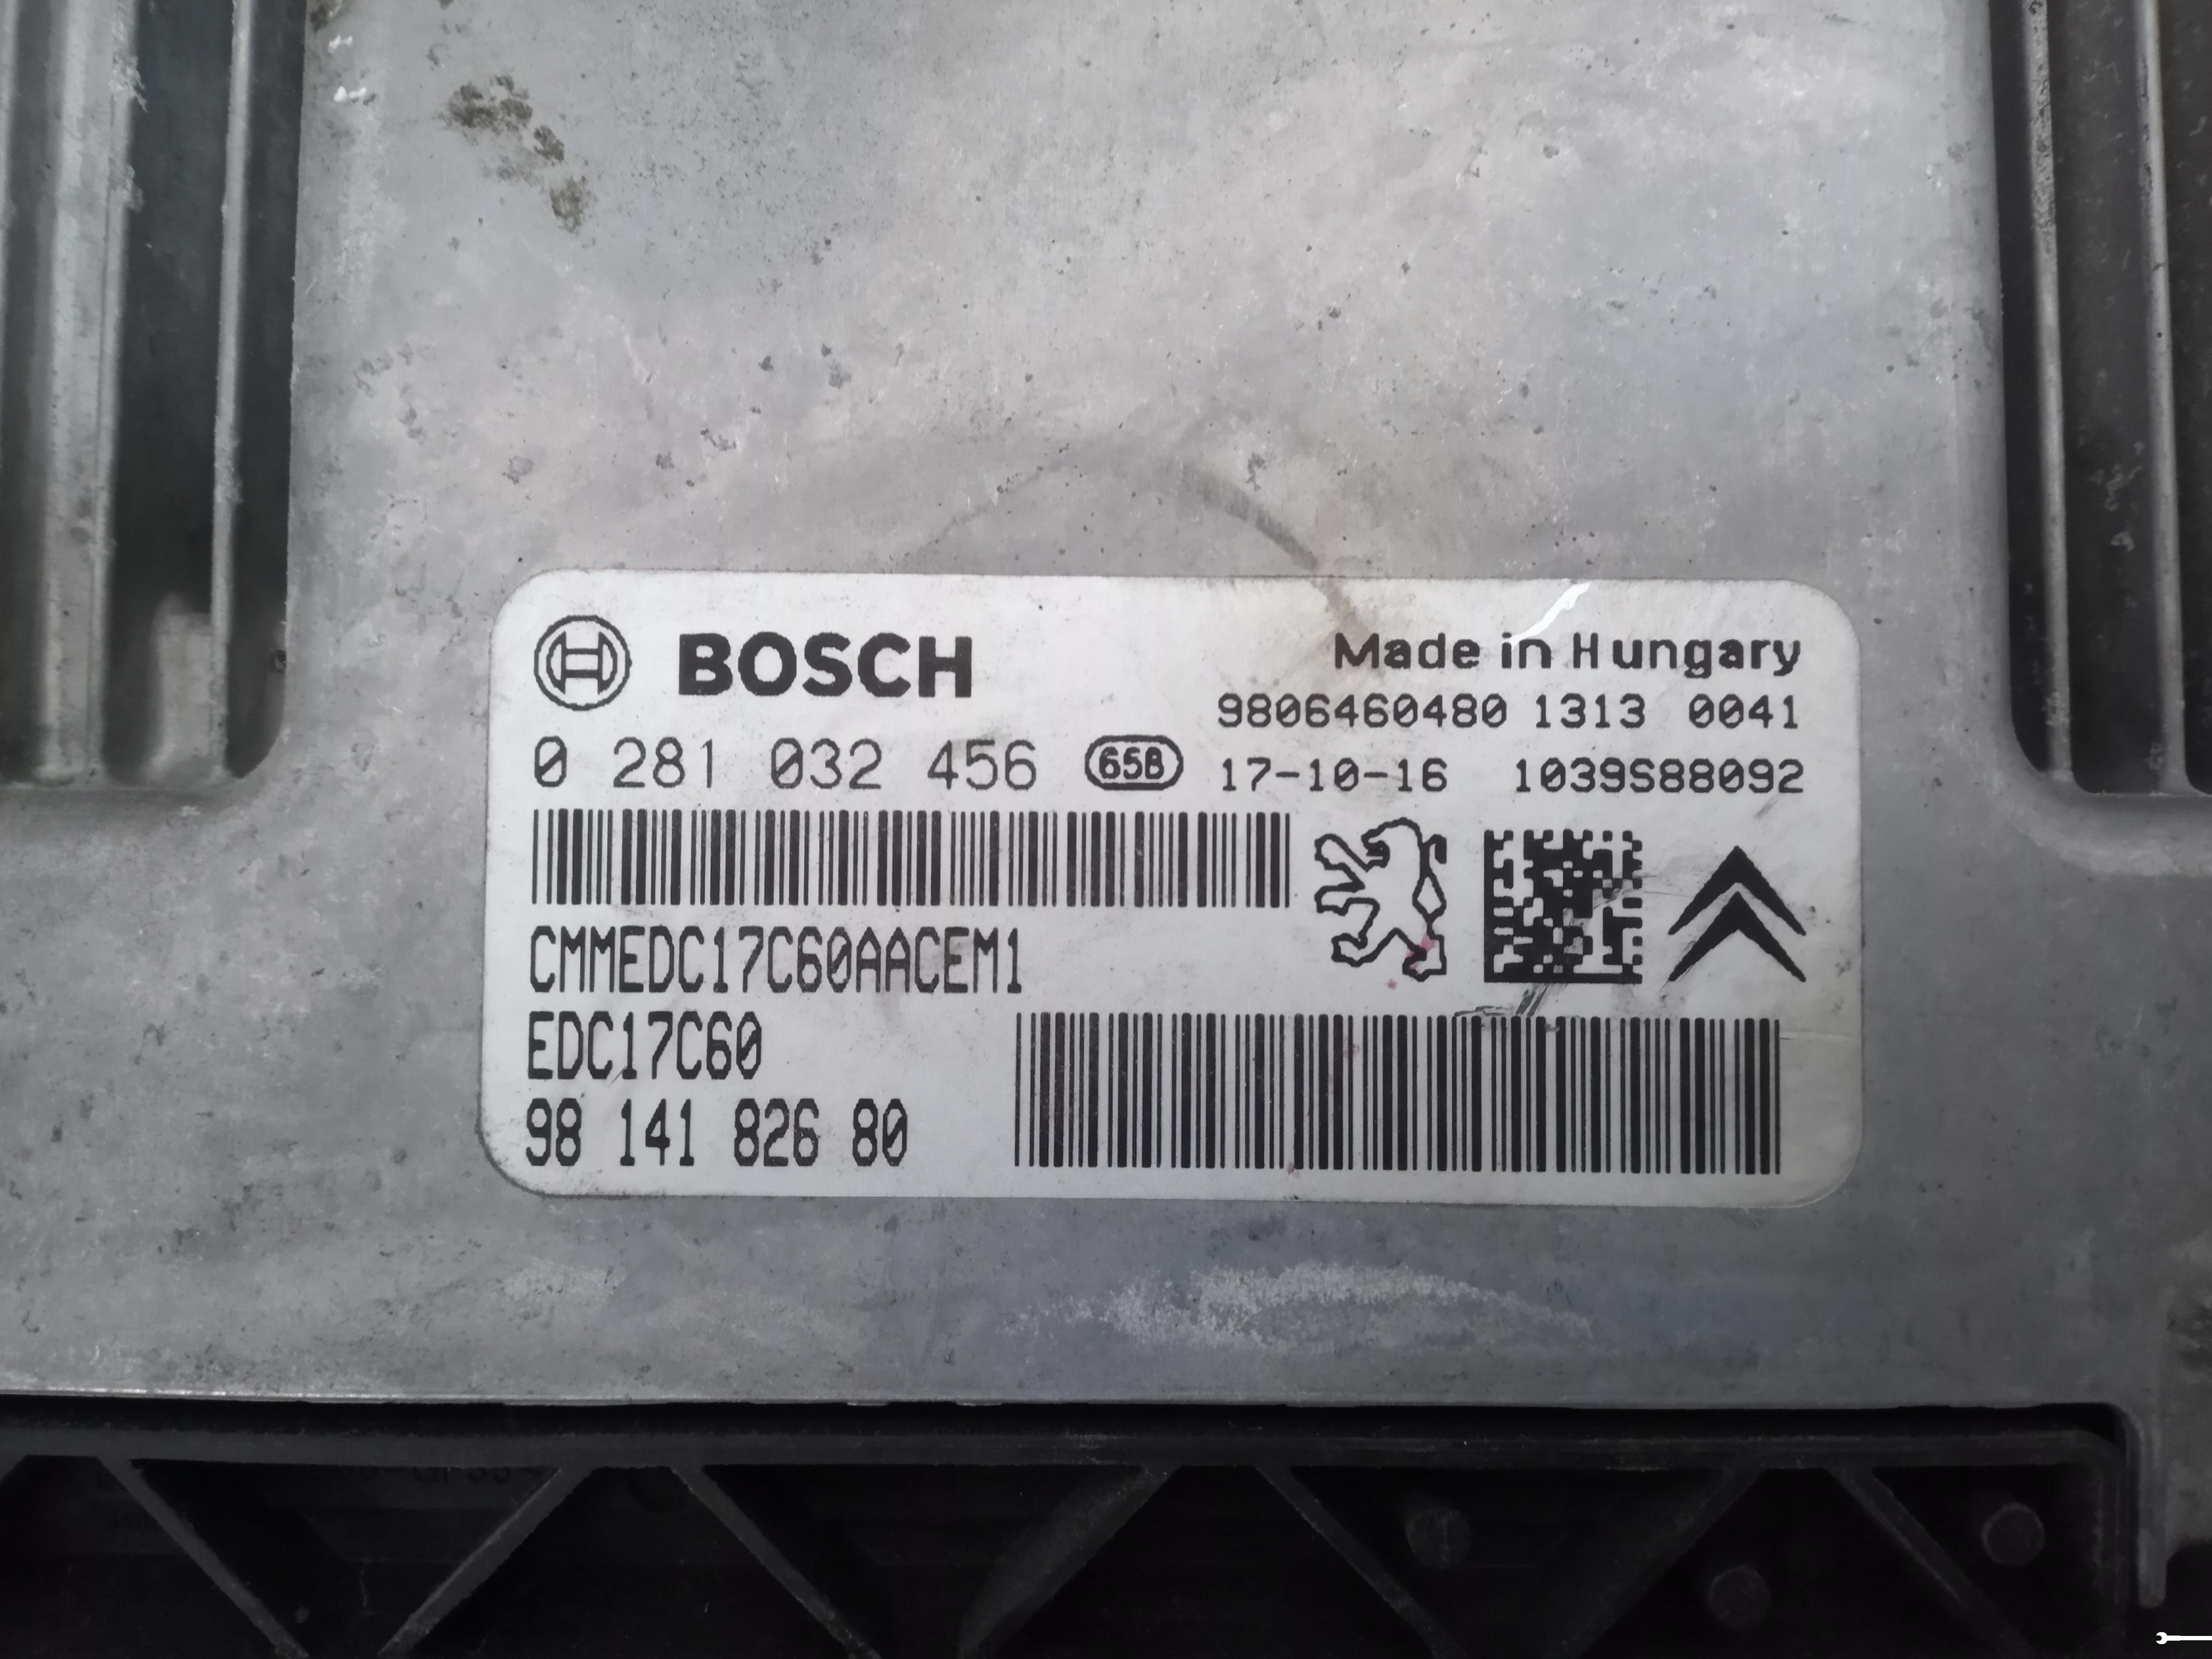 BOSCH
Made in Hungary
9806460480 1313 0041
0 281 032 456 65B 17-10-16 1039S88092
CMMEDC17C60AACEM1
EDC17C60
98 141 826 80